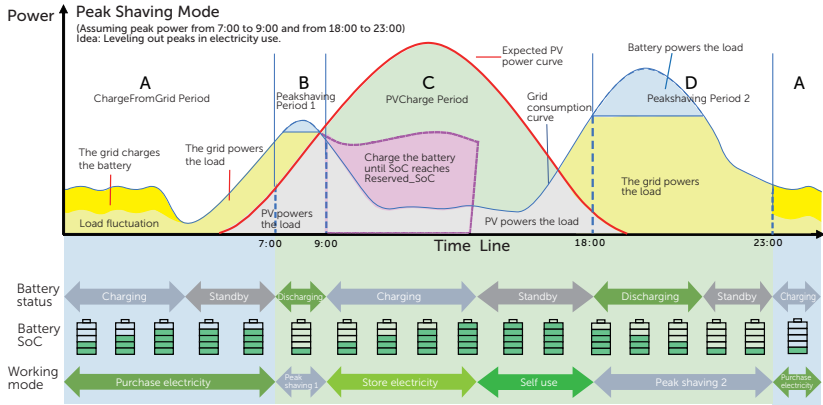 Power
Peak Shaving Mode
(Assuming peak power from 7:00 to 9:00 and from 18:00 to 23:00)
Idea: Leveling out peaks in electricity use.
A
ChargeFromGrid Period
B
Peakshaving
Period 1
C
PVCharge Period
Expected PV
power curve
Grid
consumption
curve
Battery powers the load
D
Peakshaving Period 2
A
The grid charges
the battery
The grid powers
the load
Charge the battery
until SoC reaches
Reserved_SoC
The grid powers
the load
Load fluctuation
PV powers
the load
PV powers the load
7:00
9:00
Time Line
18:00
23:00
Battery
status
Charging
Standby
Discharging
Charging
Standby
Discharging
Standby
Charging
Battery
SoC
Working
mode
Purchase electricity
Peak
shaving 1
Store electricity
Self use
Peak shaving 2
Purchase
electricity